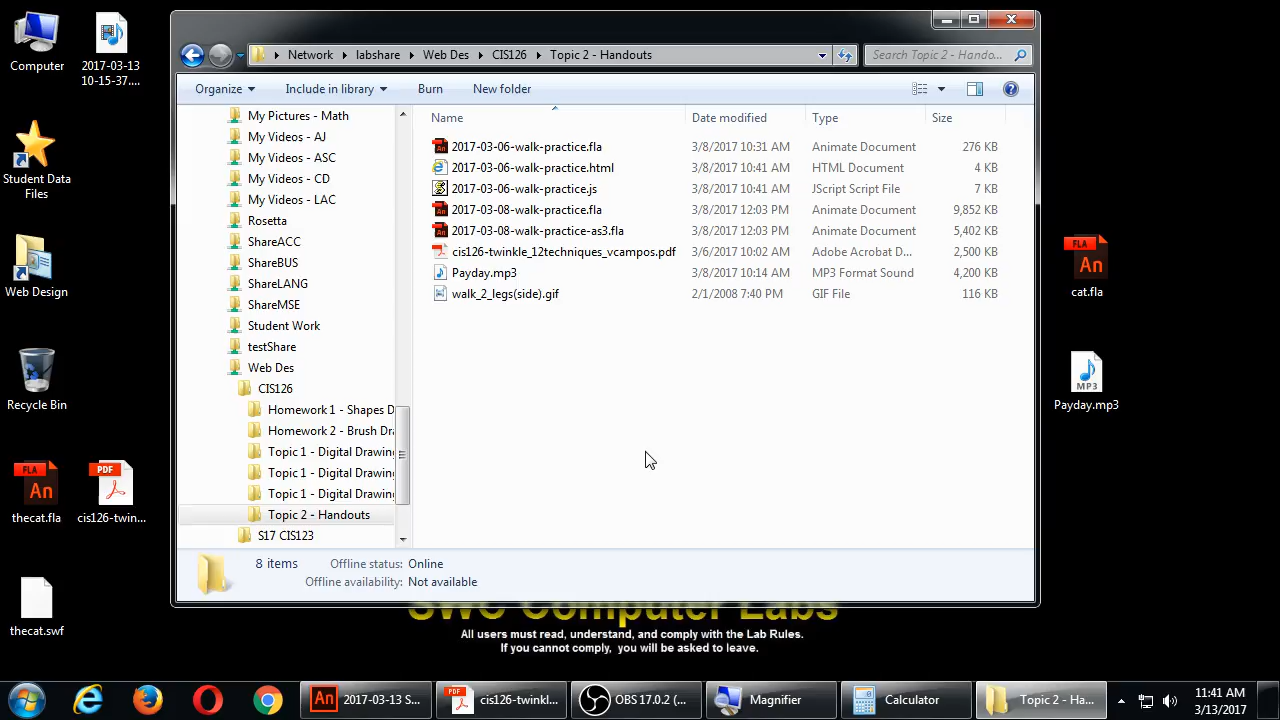 Computer
2017-03-13
10-15-37....
Student Data
Files
Web Design
Recycle Bin
FLA
An
thecat.fla
PDF
cis126-twin...
thecat.swf
Network
labshare
Web Des
CIS126
Topic 2 - Handouts
Search Topic 2 - Hando...
Organize
Include in library
Burn
New folder
My Pictures - Math
My Videos - AJ
My Videos - ASC
My Videos - CD
My Videos - LAC
Rosetta
ShareACC
ShareBUS
ShareLANG
ShareMSE
Student Work
testShare
Web Des
CIS126
Homework 1 - Shapes D
Homework 2 - Brush Dra
Topic 1 - Digital Drawing
Topic 1 - Digital Drawing
Topic 1 - Digital Drawing
Topic 2 - Handouts
S17 CIS123
Name Date modified Type Size
2017-03-06-walk-practice.fla 3/8/2017 10:31 AM Animate Document 276 KB
2017-03-06-walk-practice.html 3/8/2017 10:41 AM HTML Document 4 KB
2017-03-06-walk-practice.js 3/8/2017 10:41 AM JScript Script File 7 KB
2017-03-08-walk-practice.fla 3/8/2017 12:03 PM Animate Document 9,852 KB
2017-03-08-walk-practice-as3.fla 3/8/2017 12:03 PM Animate Document 5,402 KB
cis126-twinkle_12techniques_vcampos.pdf 3/6/2017 10:02 AM Adobe Acrobat D... 2,500 KB
Payday.mp3 3/8/2017 10:14 AM MP3 Format Sound 4,200 KB
walk_2_legs(side).gif 2/1/2008 7:40 PM GIF File 116 KB
8 items
Offline status: Online
Offline availability: Not available
FLA
An
cat.fla
MP3
Payday.mp3
SWC Computer Labs
All users must read, understand, and comply with the Lab Rules.
If you cannot comply, you will be asked to leave.
An 2017-03-13 S...
PDF cis126-twinkl...
OBS 17.0.2 (...
Magnifier
Calculator
Topic 2 - Ha...
11:41 AM
3/13/2017